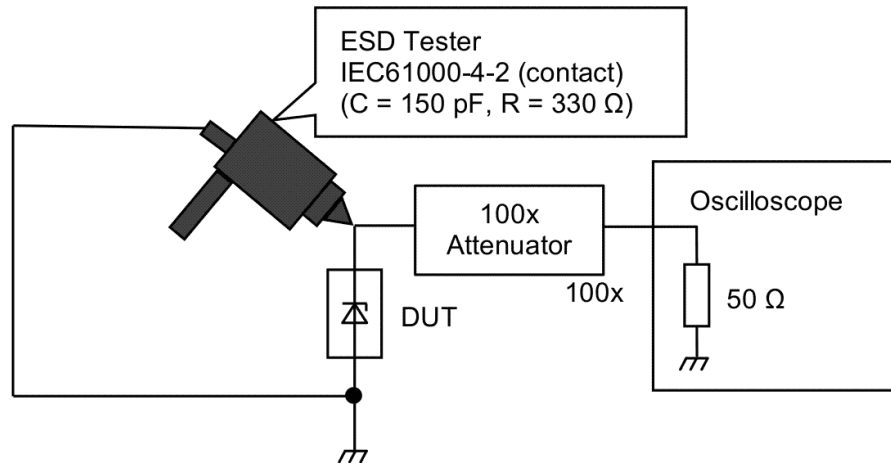 ESD Tester
IEC61000-4-2 (contact)
(C = 150 pF, R = 330 Ω)
100x
Attenuator
100x
Oscilloscope
50 Ω
DUT